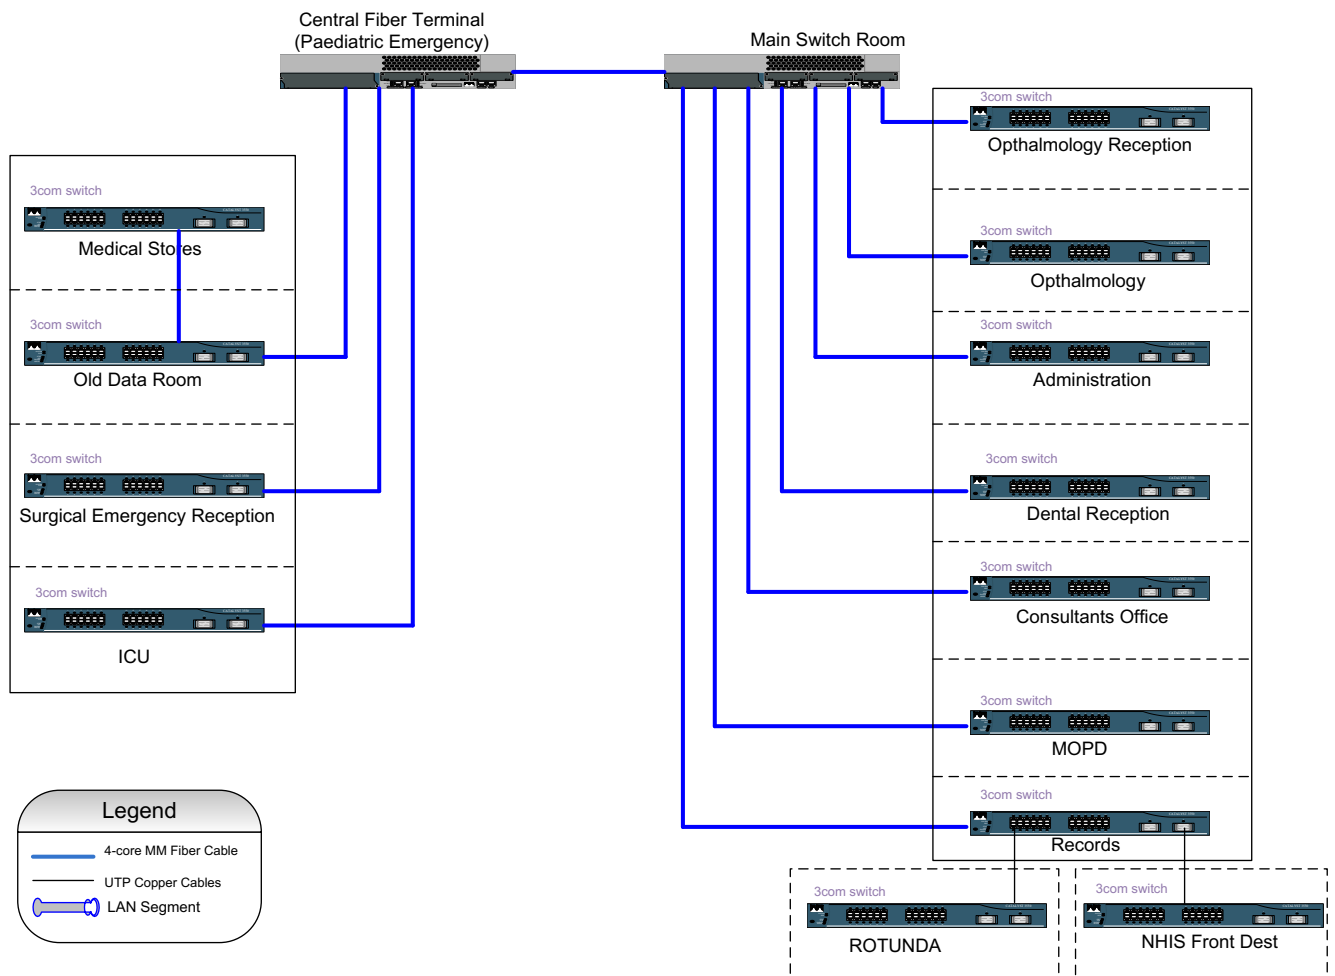 Central Fiber Terminal
(Paediatric Emergency)
Main Switch Room
3com switch
Opthalmology Reception
3com switch
Opthalmology
3com switch
Administration
3com switch
Dental Reception
3com switch
Consultants Office
3com switch
MOPD
3com switch
Records
3com switch
ROTUNDA
3com switch
NHIS Front Dest
3com switch
Medical Stores
3com switch
Old Data Room
3com switch
Surgical Emergency Reception
3com switch
ICU
Legend
4-core MM Fiber Cable
UTP Copper Cables
LAN Segment